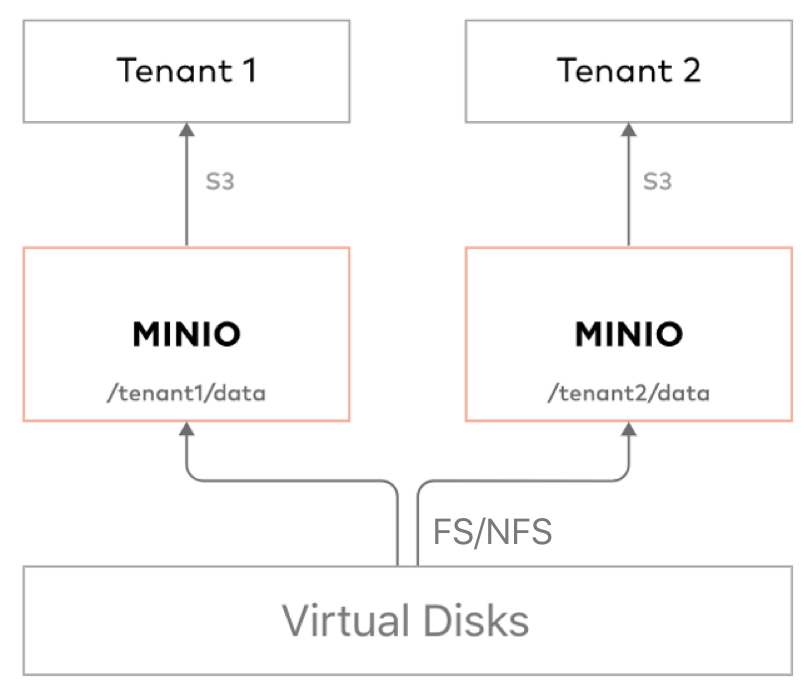 Tenant 1
Tenant 2
S3
S3
MINIO
/tenant1/data
MINIO
/tenant2/data
FS/NFS
Virtual Disks